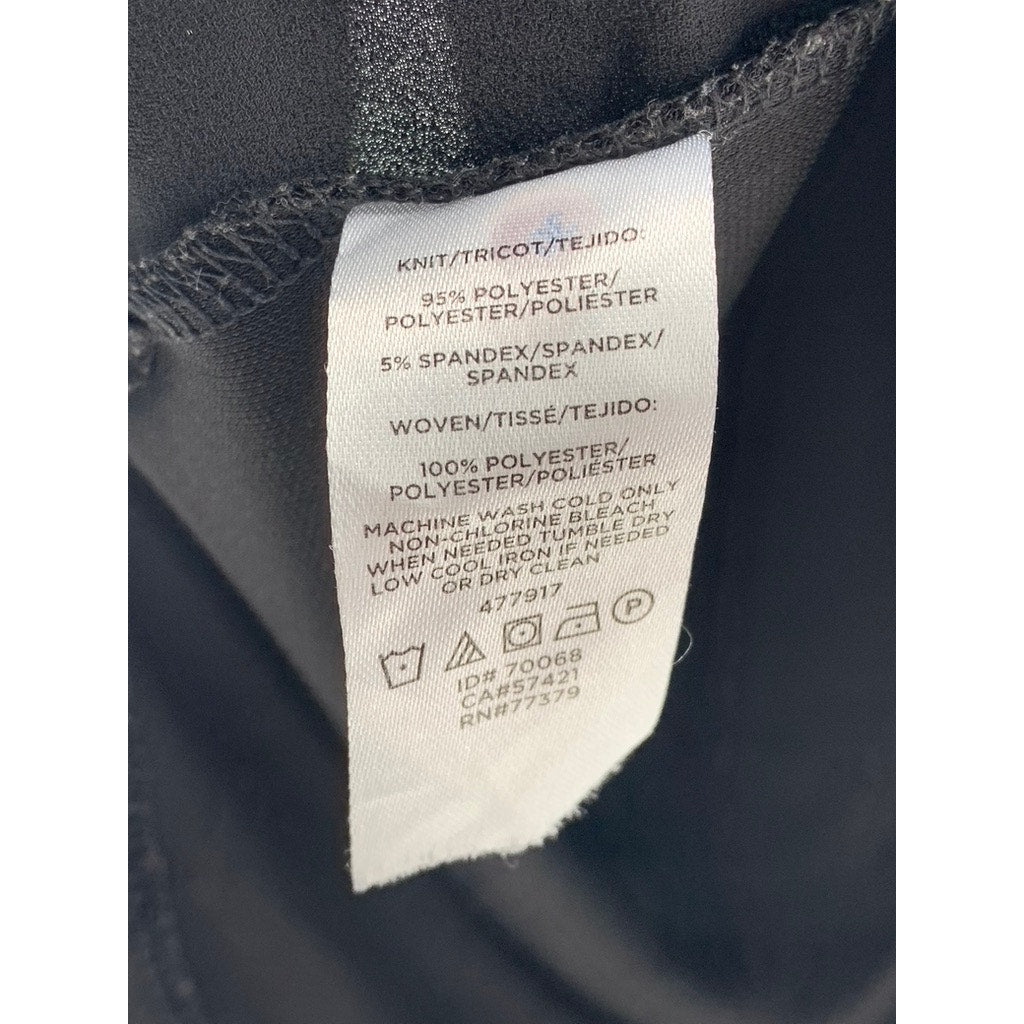 KNIT/TRICOT/TEJIDO:
95% POLYESTER/
POLYESTER/POLIÉSTER
5% SPANDEX/SPANDEX/
SPANDEX
WOVEN/TISSÉ/TEJIDO:
100% POLYESTER/
POLYESTER/POLIÉSTER
MACHINE WASH COLD ONLY
NON-CHLORINE BLEACH
WHEN NEEDED TUMBLE DRY
LOW COOL IRON IF NEEDED
OR DRY CLEAN
477917
P
ID# 70068
CA#57421
RN#77379